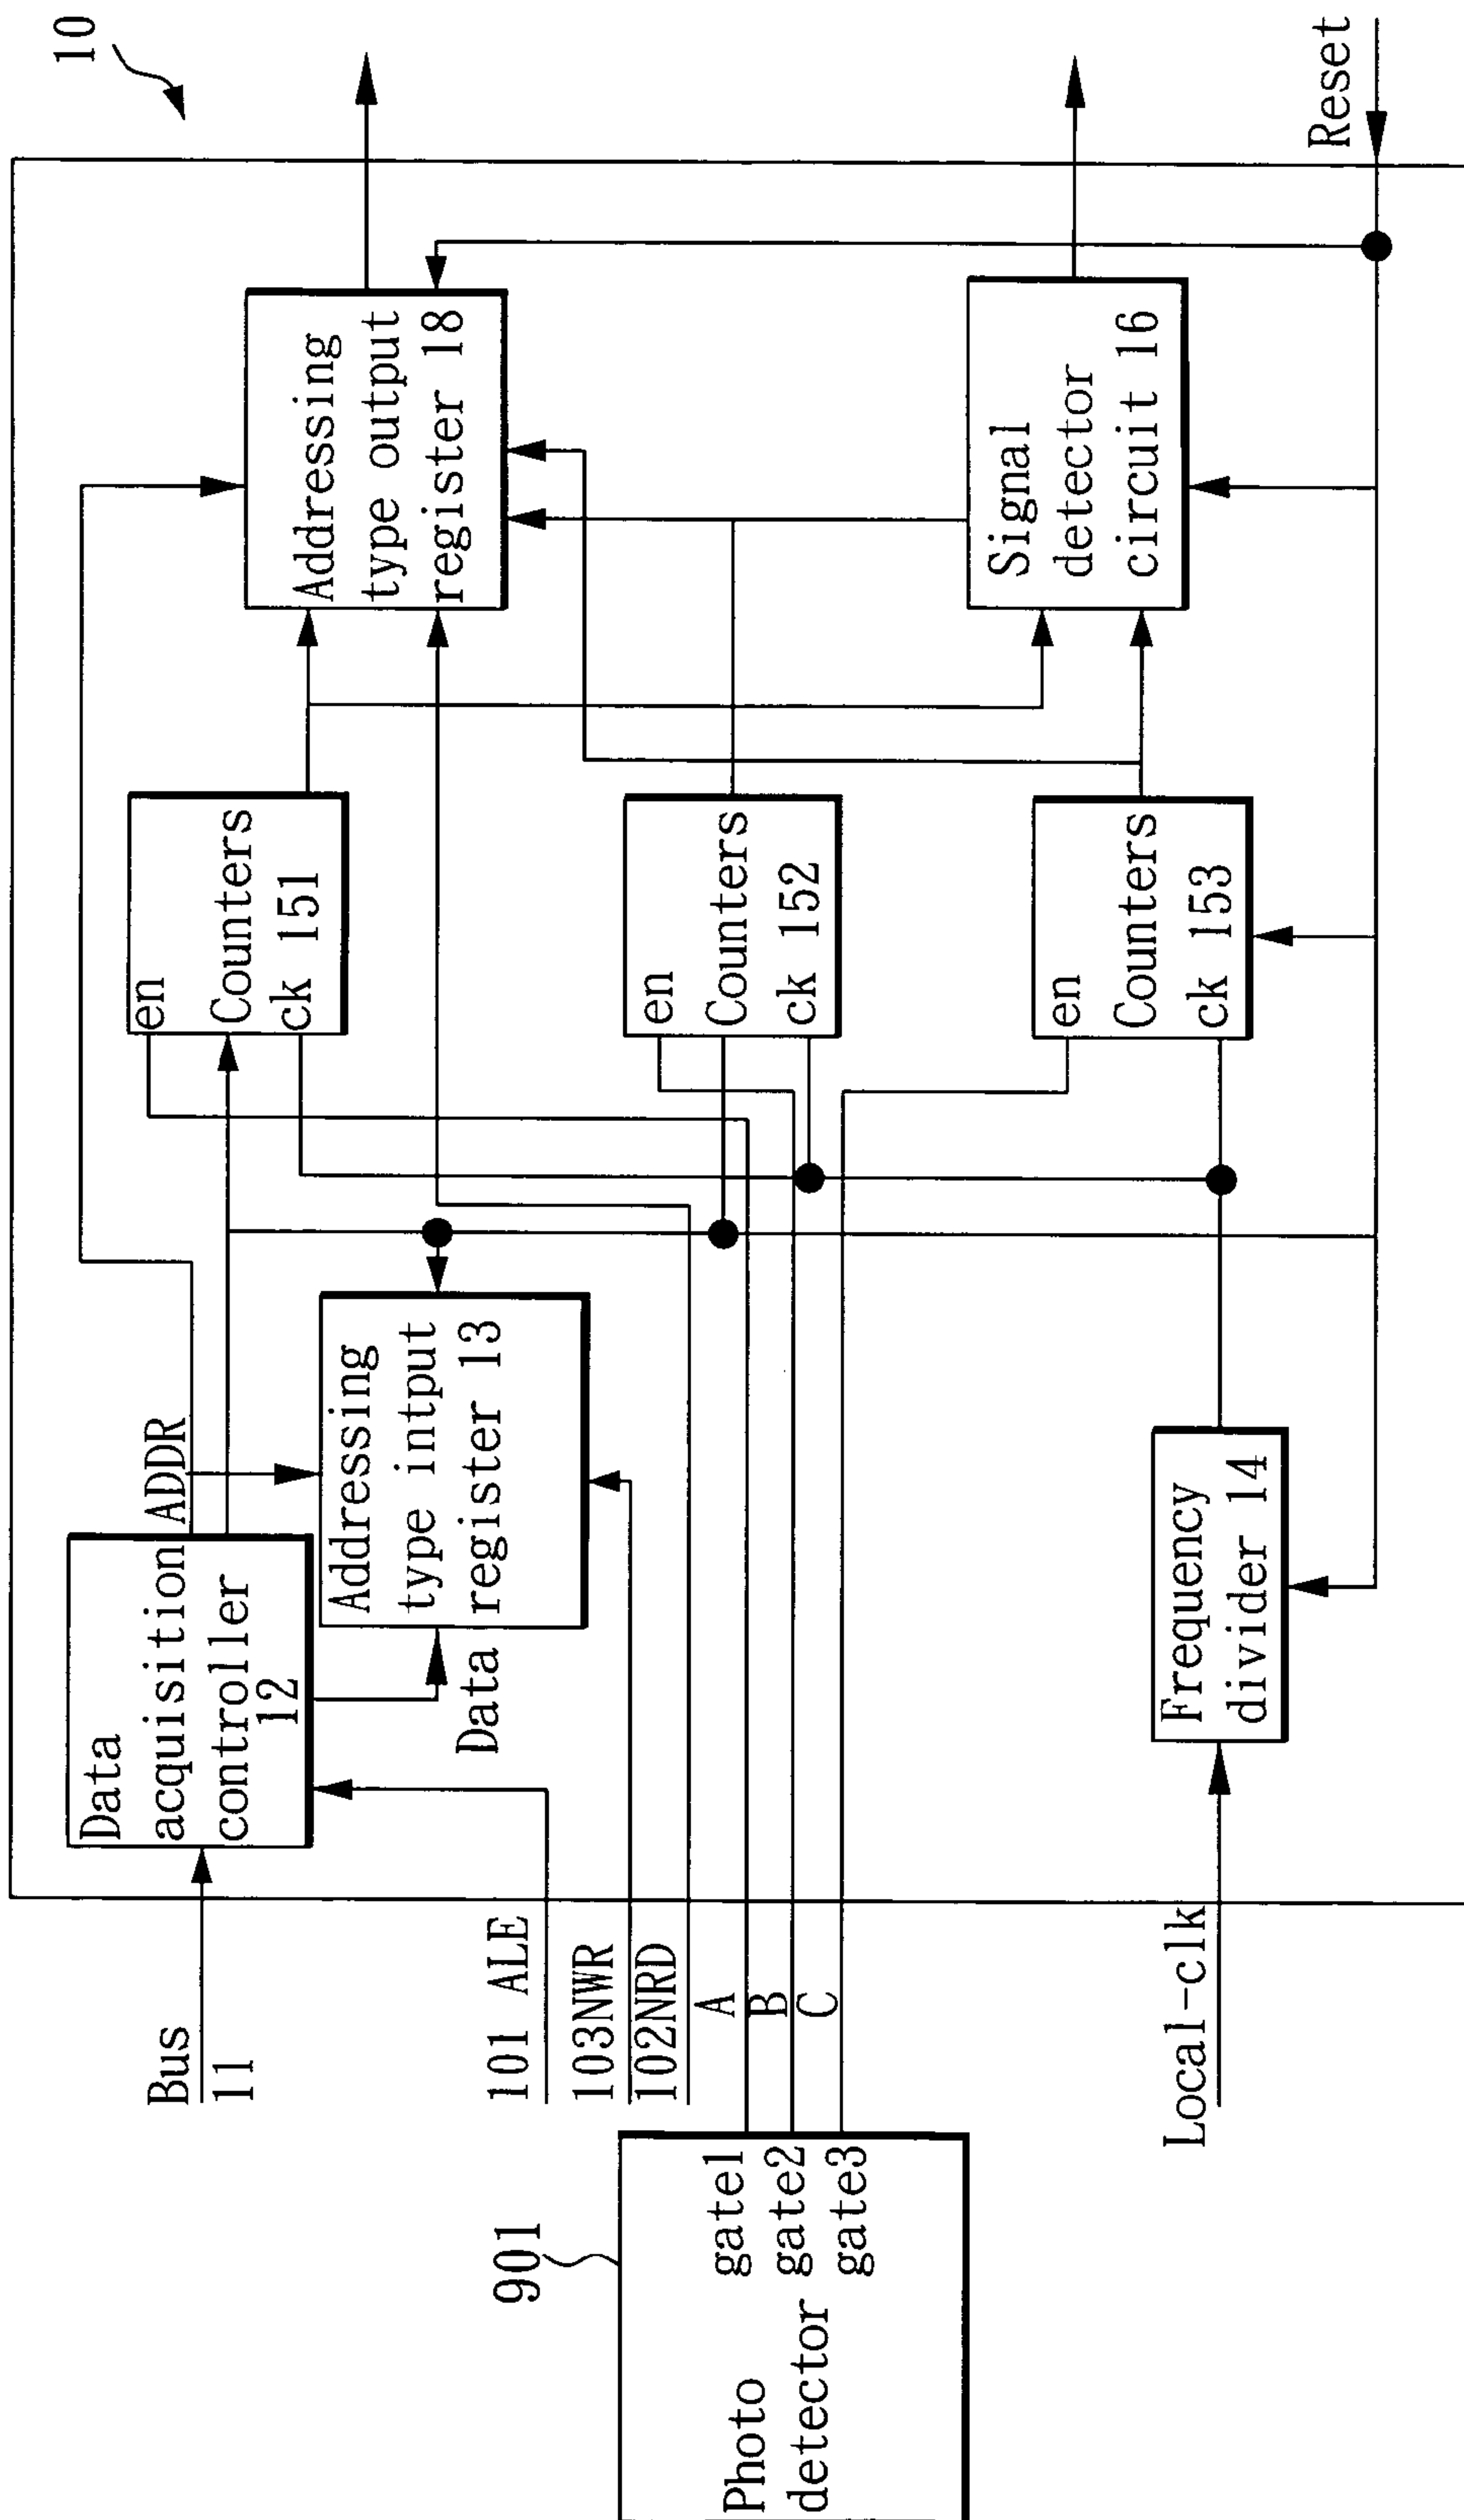 10
Data
acquisition
controller
12
ADDR
Bus
11
en
Counters
ck 151
Addressing
type output
register 18
Addressing
type intput
register 13
Data
101 ALE
103NWR
102NRD
A
B
C
901
Photo
detector
gate1
gate2
gate3
en
Counters
ck 152
en
Counters
ck 153
Signal
detector
circuit 16
Frequency
divider 14
Local-clk
Reset